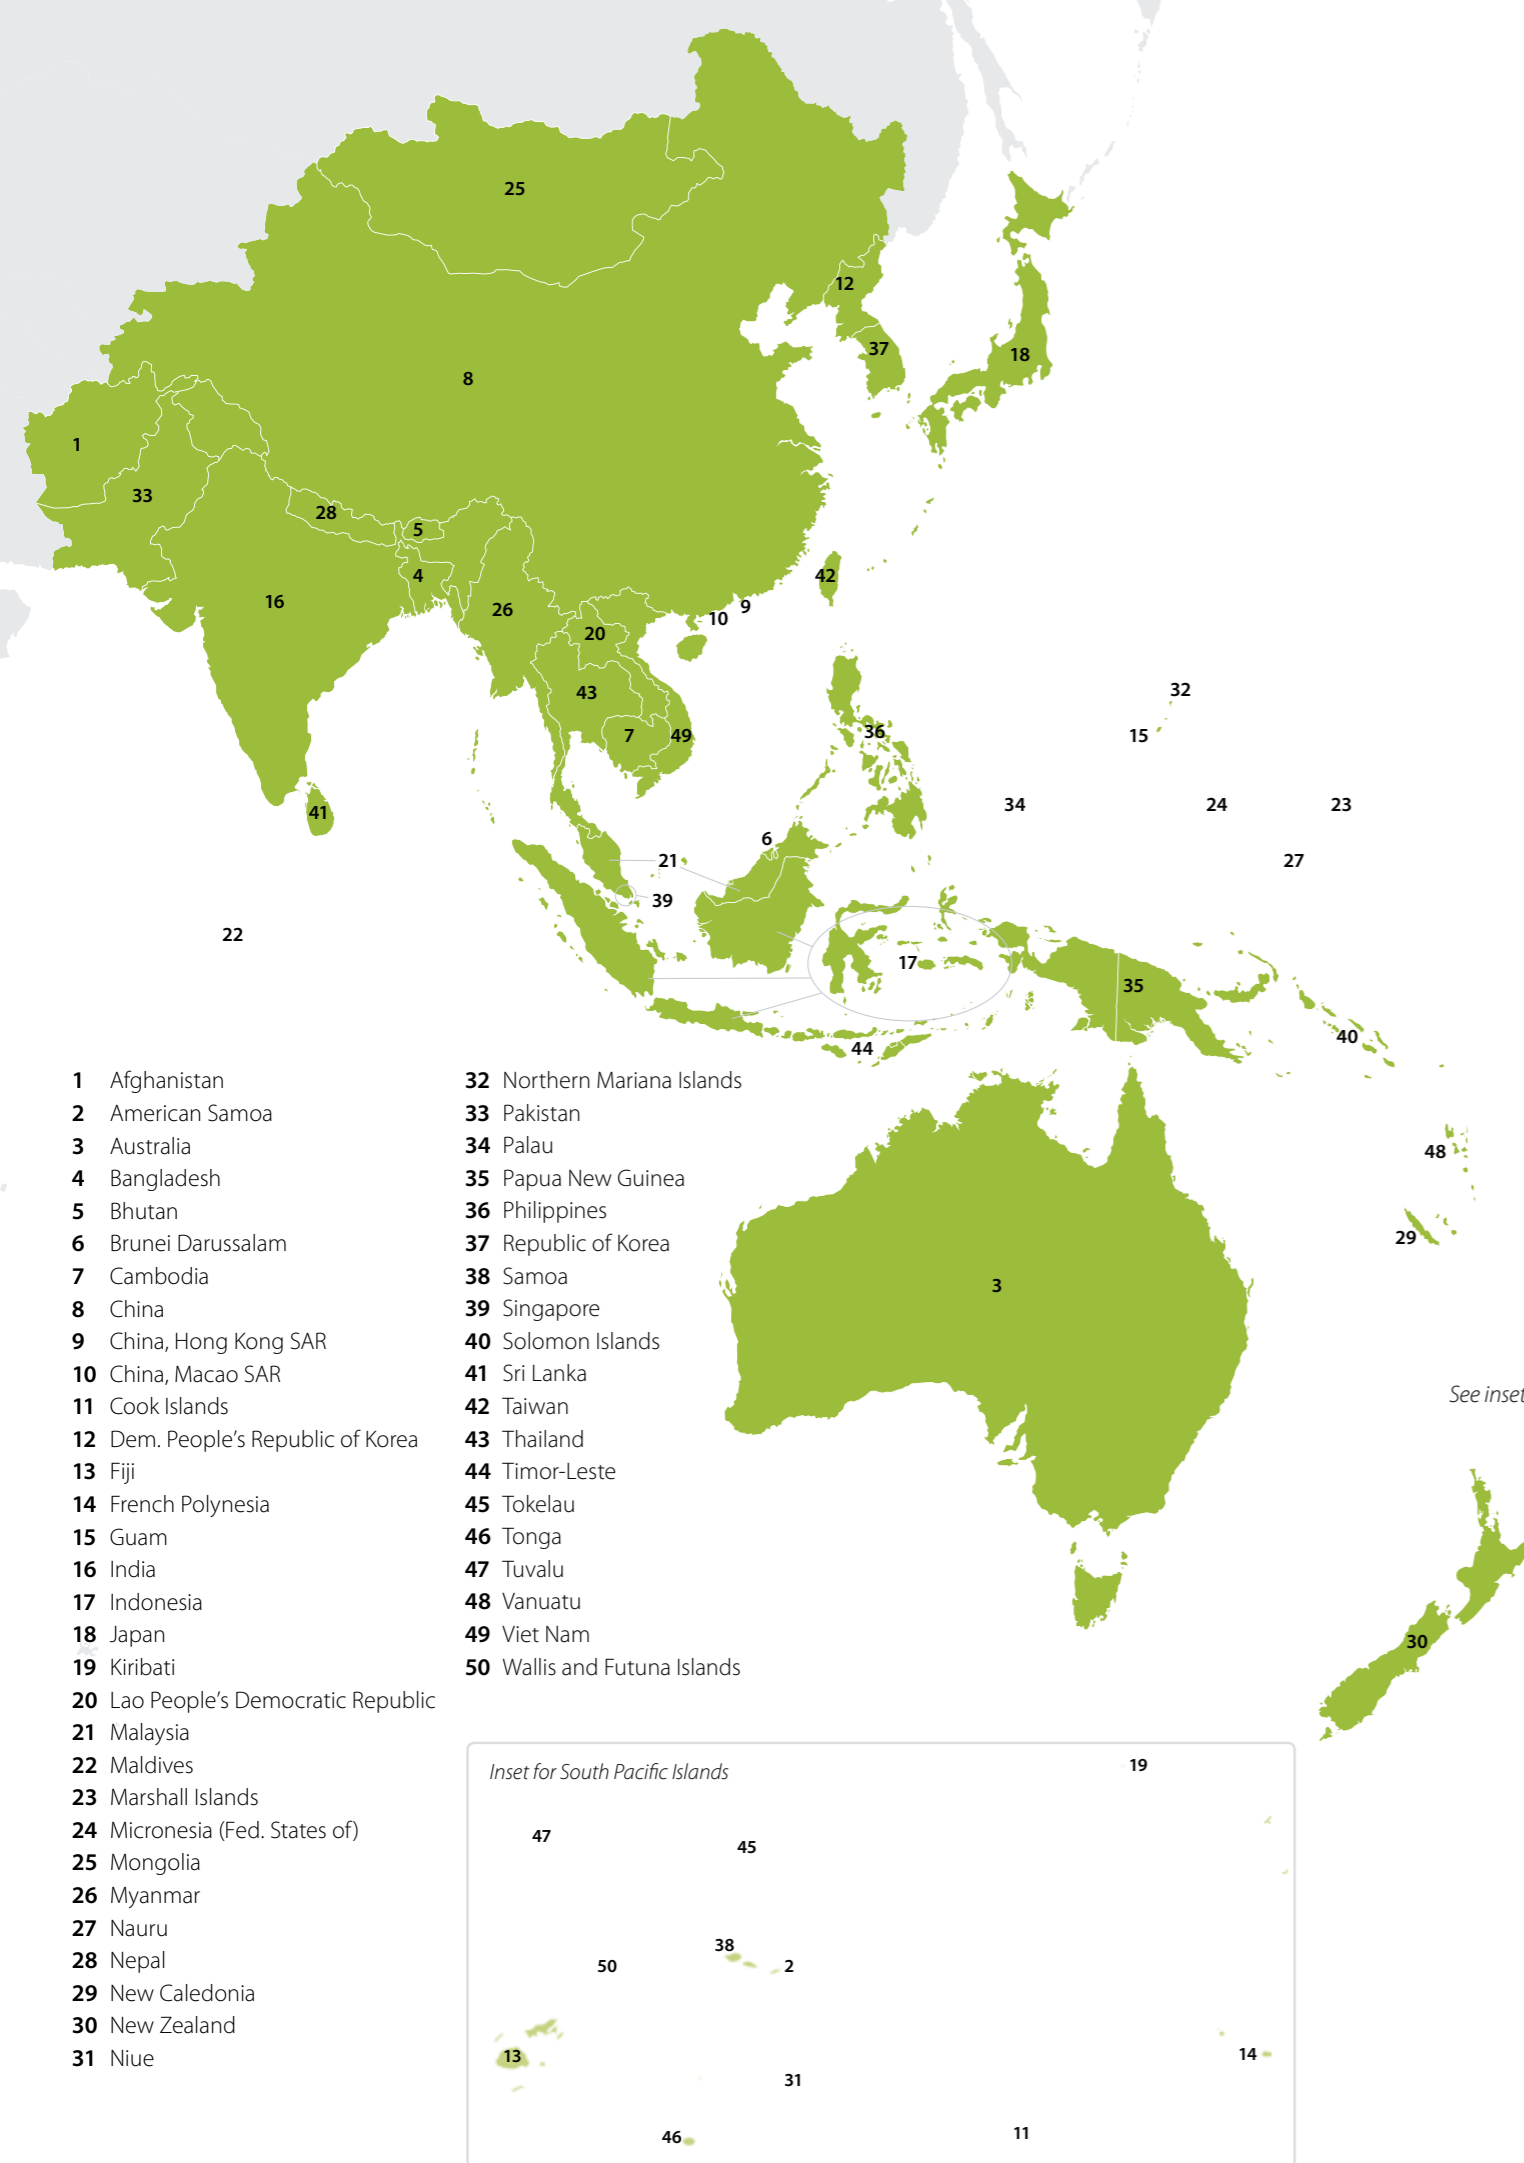 25
12
37
18
8
1
33
28
5
4
42
16
26
9
10
20
43
32
7
49
36
15
41
34
24
23
6
21
27
39
22
17
35
40
44
1 Afghanistan
2 American Samoa
3 Australia
4 Bangladesh
5 Bhutan
6 Brunei Darussalam
7 Cambodia
8 China
9 China, Hong Kong SAR
10 China, Macao SAR
11 Cook Islands
12 Dem. People's Republic of Korea
13 Fiji
14 French Polynesia
15 Guam
16 India
17 Indonesia
18 Japan
19 Kiribati
20 Lao People's Democratic Republic
21 Malaysia
22 Maldives
23 Marshall Islands
24 Micronesia (Fed. States of)
25 Mongolia
26 Myanmar
27 Nauru
28 Nepal
29 New Caledonia
30 New Zealand
31 Niue
32 Northern Mariana Islands
33 Pakistan
34 Palau
35 Papua New Guinea
36 Philippines
37 Republic of Korea
38 Samoa
39 Singapore
40 Solomon Islands
41 Sri Lanka
42 Taiwan
43 Thailand
44 Timor-Leste
45 Tokelau
46 Tonga
47 Tuvalu
48 Vanuatu
49 Viet Nam
50 Wallis and Futuna Islands
48
29
3
See inset
30
Inset for South Pacific Islands
19
47
45
38
50
2
13
14
31
46
11